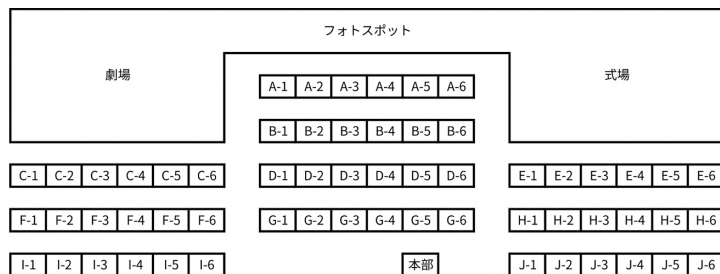 フォトスポット
劇場
式場
A-1 A-2 A-3 A-4 A-5 A-6
B-1 B-2 B-3 B-4 B-5 B-6
C-1 C-2 C-3 C-4 C-5 C-6
D-1 D-2 D-3 D-4 D-5 D-6
E-1 E-2 E-3 E-4 E-5 E-6
F-1 F-2 F-3 F-4 F-5 F-6
G-1 G-2 G-3 G-4 G-5 G-6
H-1 H-2 H-3 H-4 H-5 H-6
I-1 I-2 I-3 I-4 I-5 I-6
本部
J-1 J-2 J-3 J-4 J-5 J-6